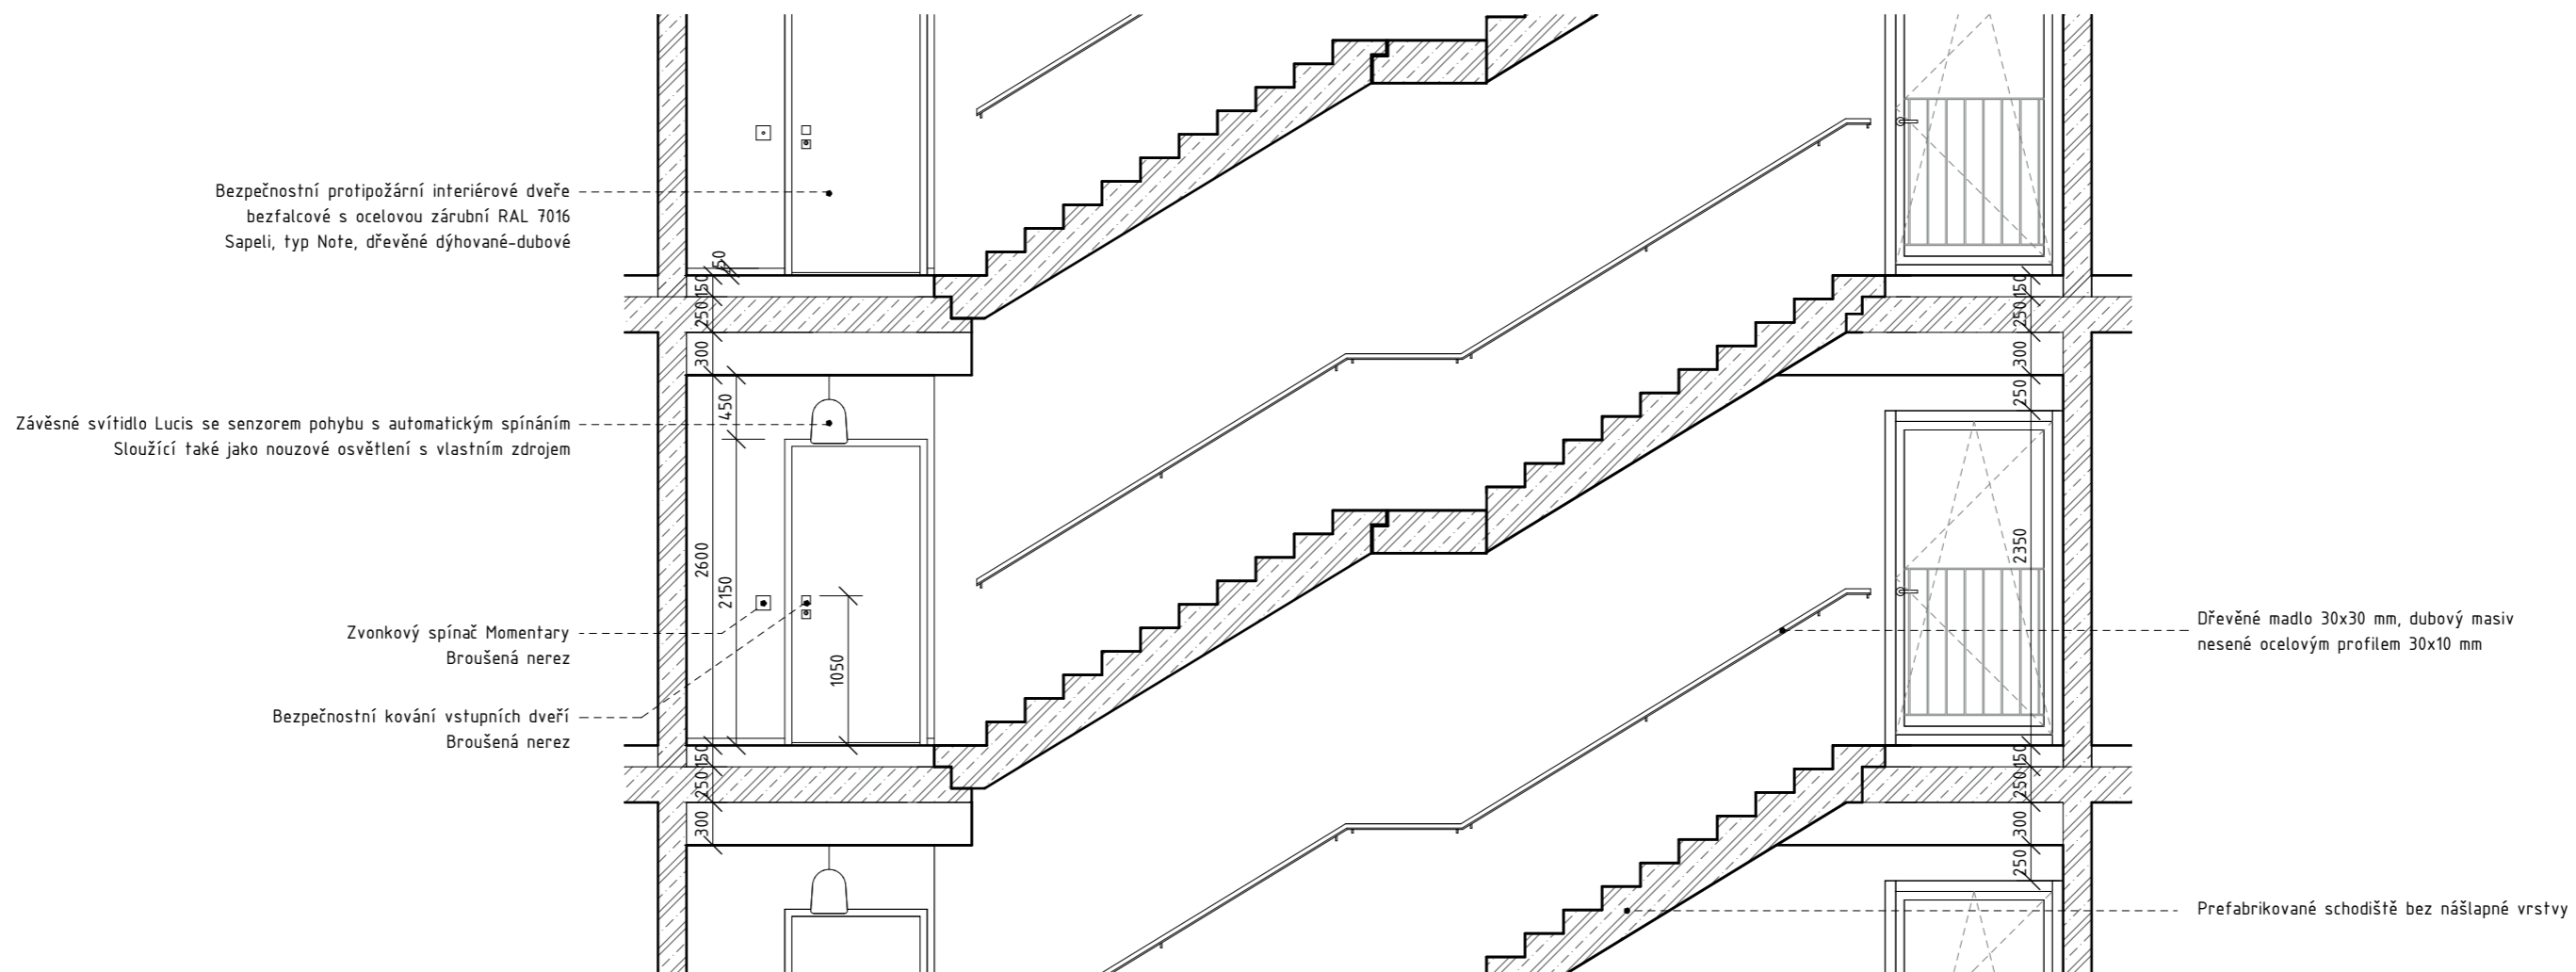 Bezpečnostní protipožární interiérové dveře
bezfalcové s ocelovou zárubní RAL 7016
Sapeli, typ Note, dřevěné dýhované-dubové
50
150
250
300
450
2600
2150
1050
150
250
300
Závěsné svítidlo Lucis se senzorem pohybu s automatickým spínáním
Sloužící také jako nouzové osvětlení s vlastním zdrojem
Zvonkový spínač Momentary
Broušená nerez
Bezpečnostní kování vstupních dveří
Broušená nerez
150
250
300
250
2350
150
250
300
250
Dřevěné madlo 30x30 mm, dubový masiv
nesené ocelovým profilem 30x10 mm
Prefabrikované schodiště bez nášlapné vrstvy